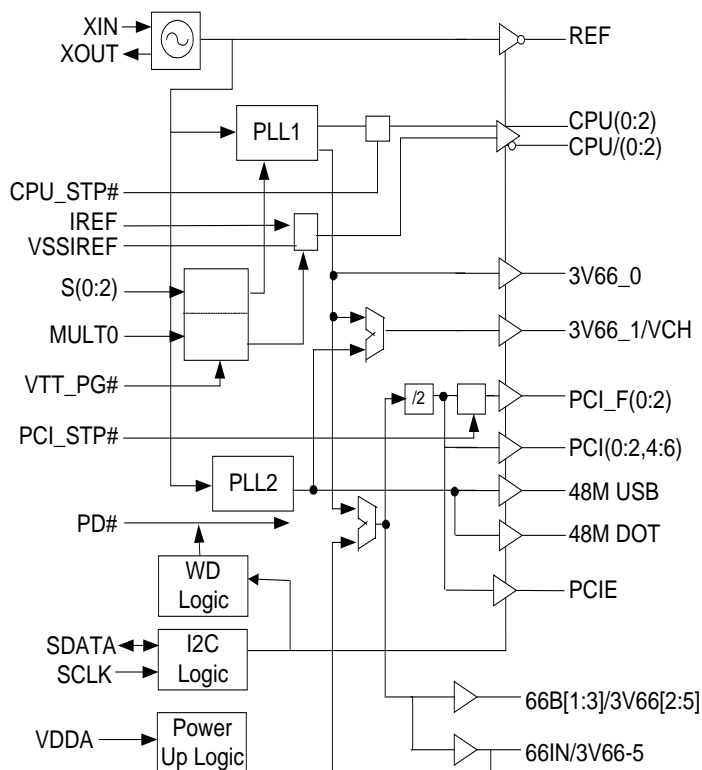 XIN
XOUT
REF
PLL1
CPU(0:2)
CPU/(0:2)
CPU_STP#
IREF
VSSIREF
S(0:2)
3V66_0
MULT0
3V66_1/VCH
VTT_PG#
/2
PCI_F(0:2)
PCI_STP#
PCI(0:2,4:6)
PLL2
48M USB
PD#
48M DOT
WD
Logic
PCIE
SDATA
I2C
Logic
SCLK
66B[1:3]/3V66[2:5]
VDDA
Power
Up Logic
66IN/3V66-5